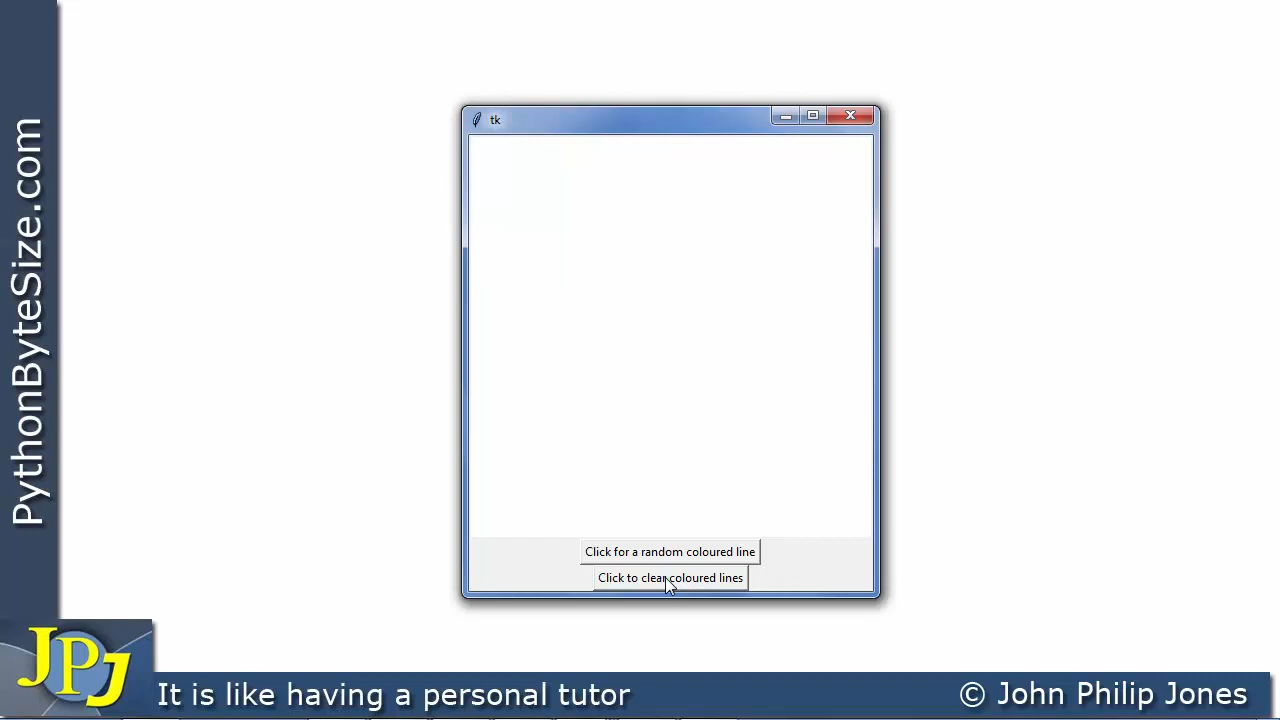 PythonByteSize.com
tk
Click for a random coloured line
Click to clear coloured lines
JPJ
It is like having a personal tutor
© John Philip Jones